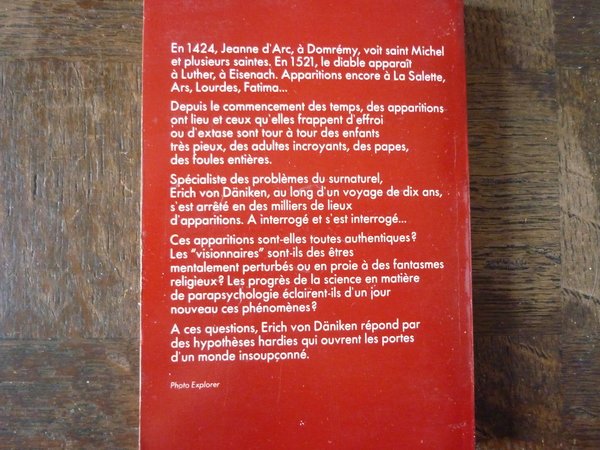 En 1424, Jeanne d'Arc, à Domrémy, voit saint Michel
et plusieurs saintes. En 1521, le diable apparaît
à Luther, à Eisenach. Apparitions encore à La Salette,
Ars, Lourdes, Fatima...
Depuis le commencement des temps, des apparitions
ont lieu et ceux qu'elles frappent d'effroi
ou d'extase sont tour à tour des enfants
très pieux, des adultes incroyants, des papes,
des foules entières.
Spécialiste des problèmes du surnaturel,
Erich von Däniken, au long d'un voyage de dix ans,
s'est arrêté en des milliers de lieux
d'apparitions. A interrogé et s'est interrogé...
Ces apparitions sont-elles toutes authentiques?
Les "visionnaires" sont-ils des êtres
mentalement perturbés ou en proie à des fantasmes
religieux? Les progrès de la science en matière
de parapsychologie éclairent-ils d'un jour
nouveau ces phénomènes?
A ces questions, Erich von Däniken répond par
des hypothèses hardies qui ouvrent les portes
d'un monde insoupçonné.
Photo Explorer